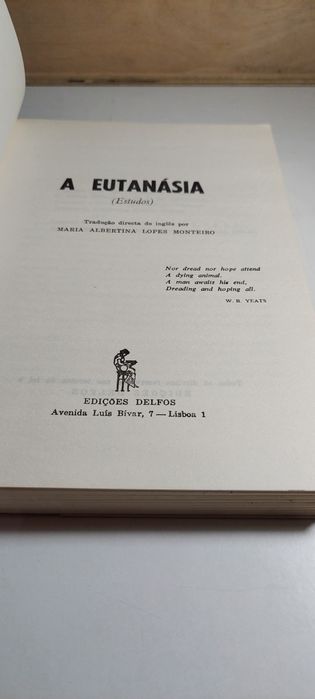 A EUTANÁSIA
(Estudos)
Tradução directa do inglês por
MARIA ALBERTINA LOPES MONTEIRO
Nor dread nor hope attend
A dying animal.
A man awaits his end,
Dreading and hoping all.
W. B. YEATS
EDIÇÕES DELFOS
Avenida Luís Bívar, 7 — Lisboa 1